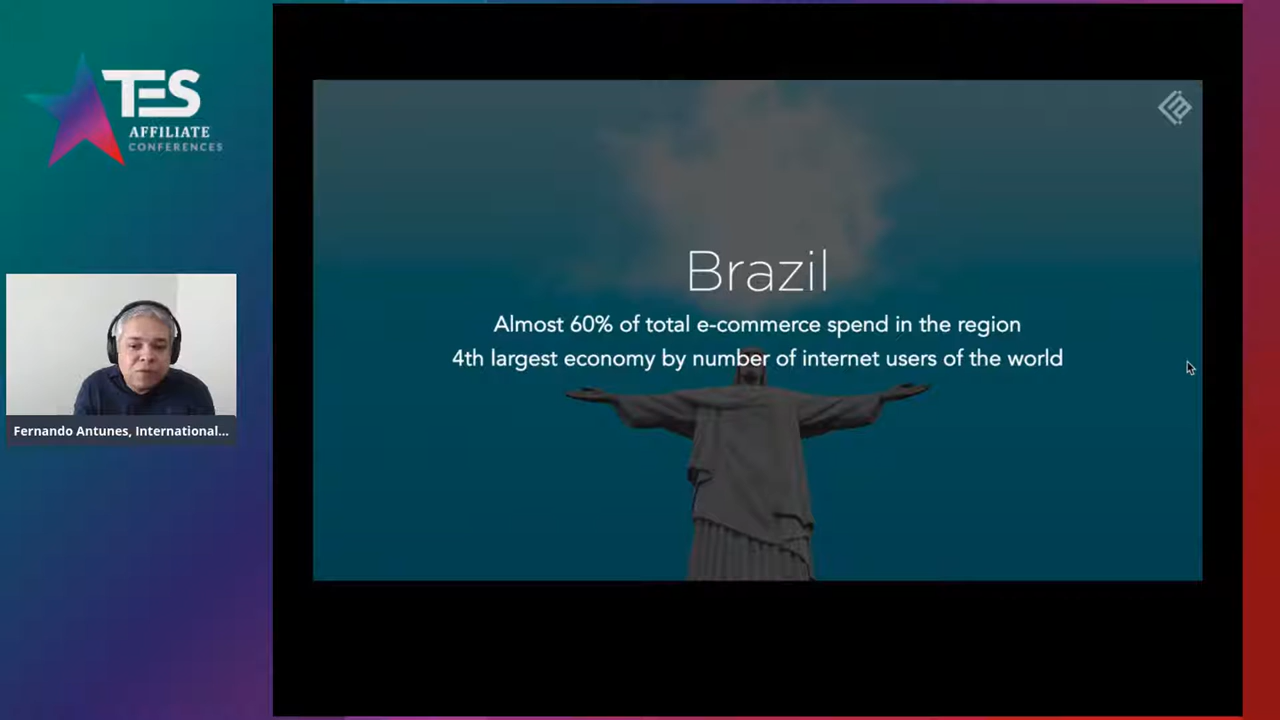 TES
AFFILIATE
CONFERENCES
Fernando Antunes, International...
Brazil
Almost 60% of total e-commerce spend in the region
4th largest economy by number of internet users of the world